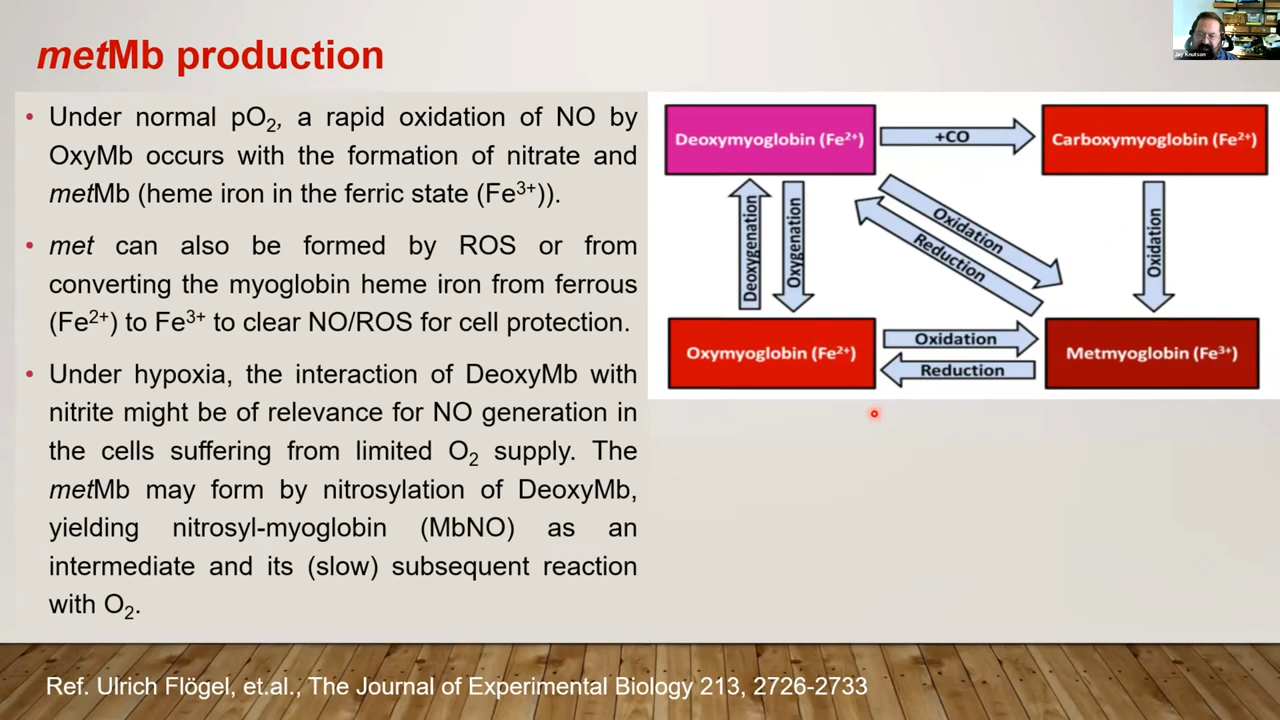 metMb production
• Under normal pO2, a rapid oxidation of NO by
OxyMb occurs with the formation of nitrate and
metMb (heme iron in the ferric state (Fe3+)).
• met can also be formed by ROS or from
converting the myoglobin heme iron from ferrous
(Fe2+) to Fe3+ to clear NO/ROS for cell protection.
• Under hypoxia, the interaction of DeoxyMb with
nitrite might be of relevance for NO generation in
the cells suffering from limited O2 supply. The
metMb may form by nitrosylation of DeoxyMb,
yielding nitrosyl-myoglobin (MbNO) as an
intermediate and its (slow) subsequent reaction
with O2.
Deoxymyoglobin (Fe2+)
+CO
Carboxymyoglobin (Fe2+)
Deoxygenation
Oxygenation
Oxidation
Reduction
Oxidation
Oxymyoglobin (Fe2+)
Oxidation
Reduction
Metmyoglobin (Fe3+)
Ref. Ulrich Flögel, et.al., The Journal of Experimental Biology 213, 2726-2733
Jay Knutson